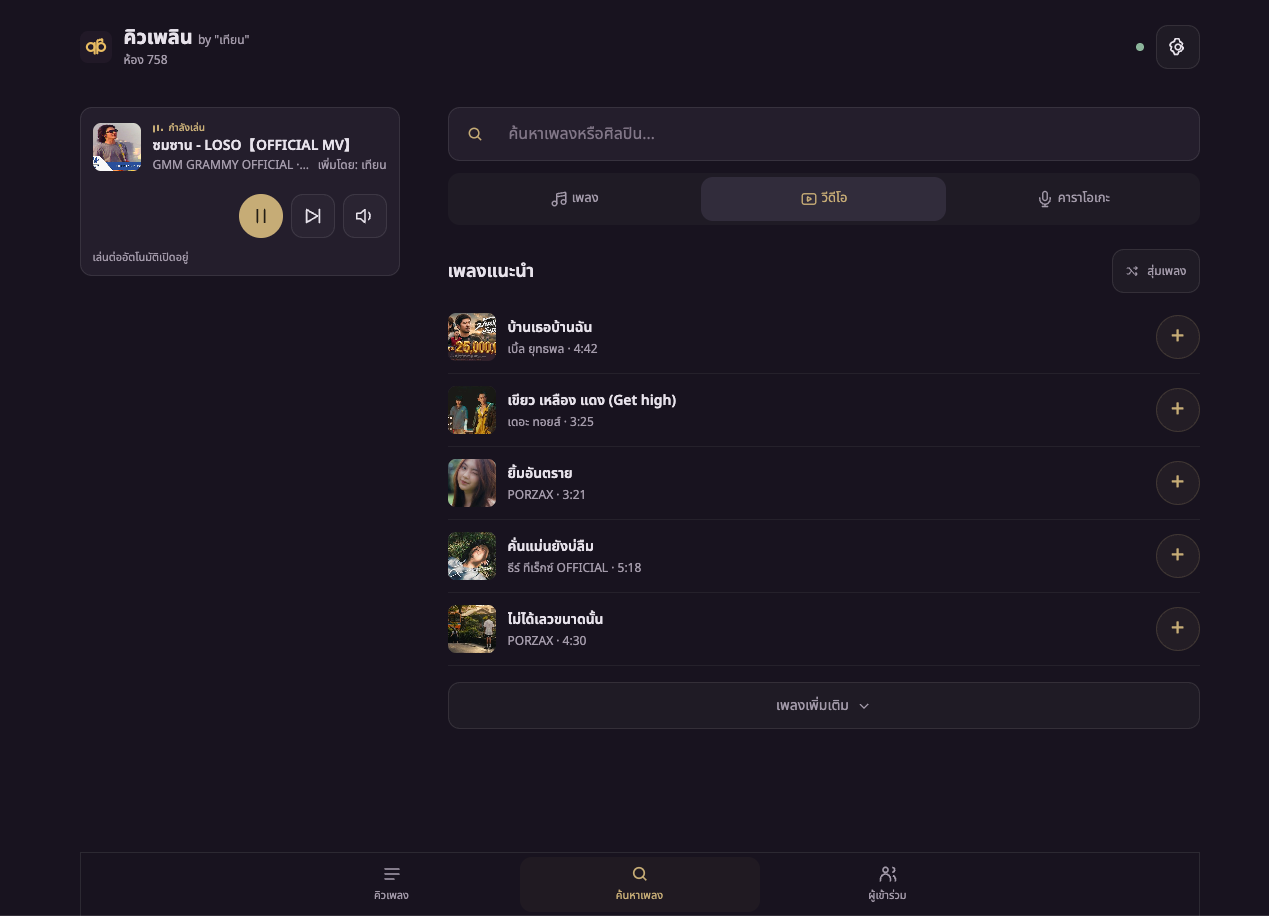 คิวเพลิน by "เทียน"
ห้อง 758
กำลังเล่น
ซมซาน - LOSO【OFFICIAL MV】
GMM GRAMMY OFFICIAL ·... เพิ่มโดย: เทียน
เล่นต่ออัตโนมัติเปิดอยู่
ค้นหาเพลงหรือศิลปิน...
เพลง
วีดีโอ
คาราโอเกะ
เพลงแนะนำ
สุ่มเพลง
25,000,
บ้านเธอบ้านฉัน
เบิ้ล ยุทธพล · 4:42
เขียว เหลือง แดง (Get high)
เดอะ ทอยส์ · 3:25
ยิ้มอันตราย
PORZAX · 3:21
คั่นแม่นยังบ่ลืม
ธีร์ ทีเร็กซ์ OFFICIAL · 5:18
ไม่ได้เลวขนาดนั้น
PORZAX · 4:30
เพลงเพิ่มเติม
คิวเพลง
ค้นหาเพลง
ผู้เข้าร่วม